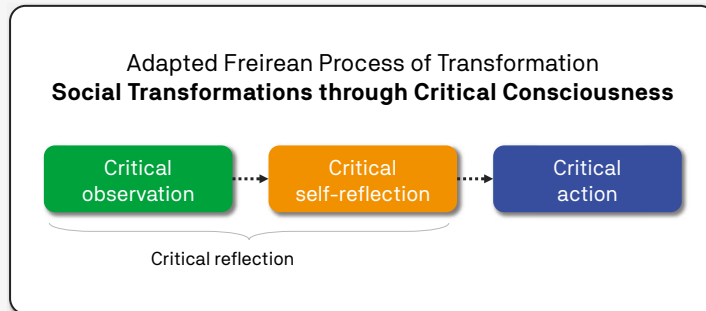 Adapted Freirean Process of Transformation
Social Transformations through Critical Consciousness
Critical
observation
Critical
self-reflection
Critical
action
Critical reflection